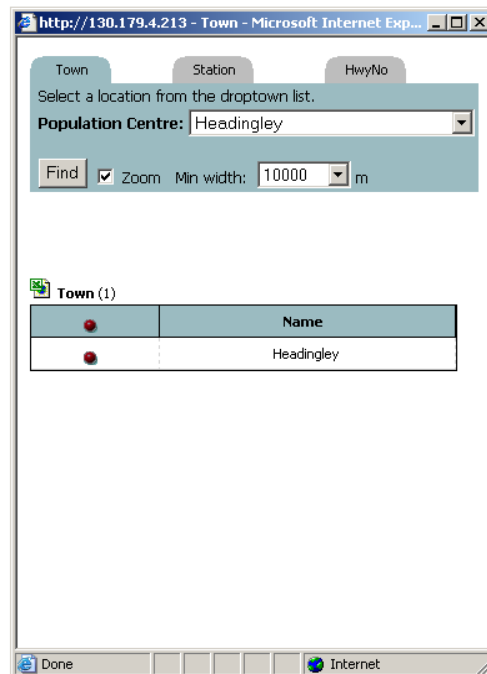 http://130.179.4.213 - Town - Microsoft Internet Exp...
Town Station HwyNo
Select a location from the droptown list.
Population Centre: Headingley
Find Zoom Min width: 10000 m
Town (1)
Name
Headingley
Done Internet